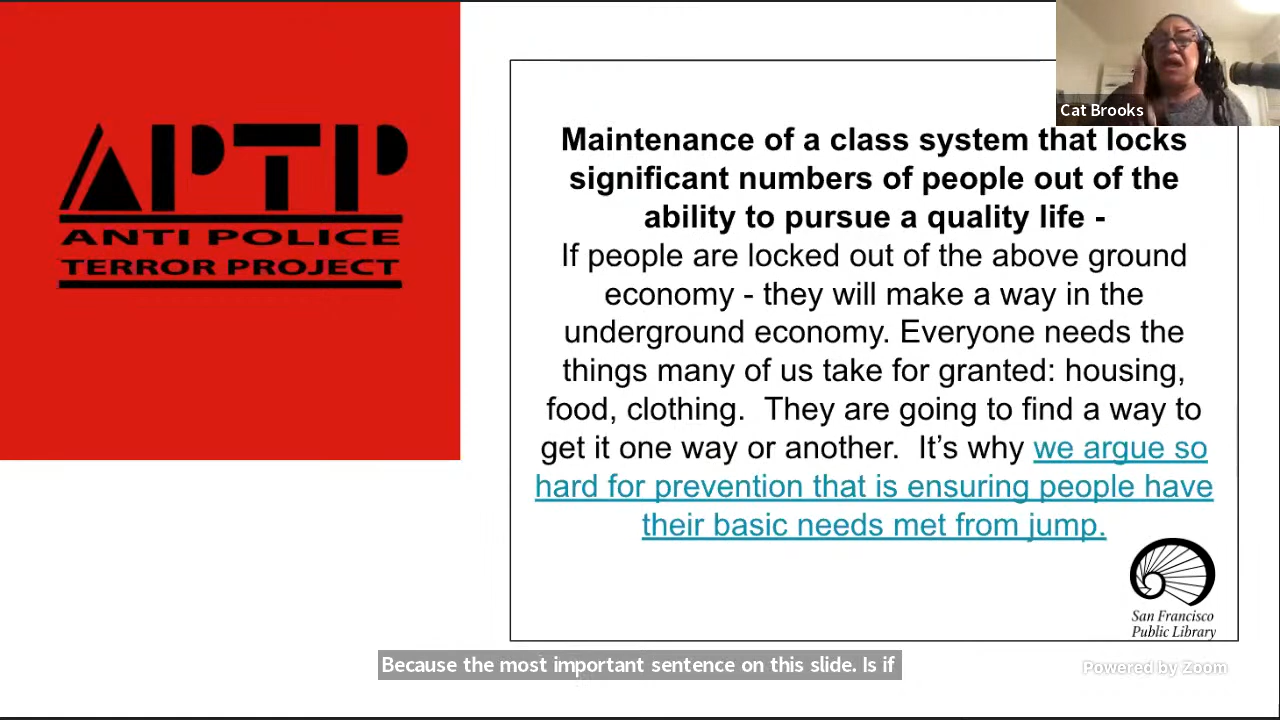 APTP
ANTI POLICE
TERROR PROJECT
Cat Brooks
Maintenance of a class system that locks
significant numbers of people out of the
ability to pursue a quality life -
If people are locked out of the above ground
economy - they will make a way in the
underground economy. Everyone needs the
things many of us take for granted: housing,
food, clothing.  They are going to find a way to
get it one way or another.  It’s why we argue so
hard for prevention that is ensuring people have
their basic needs met from jump.
San Francisco
Public Library
Because the most important sentence on this slide. Is if
Powered by Zoom